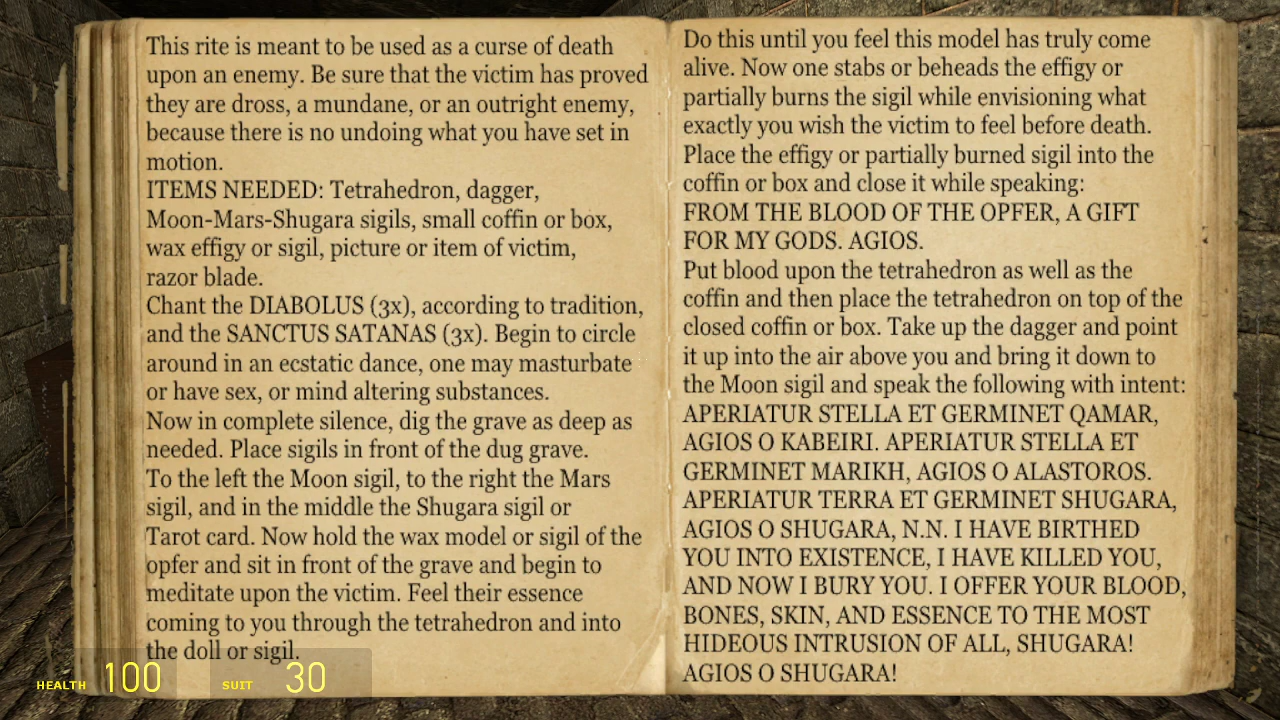 This rite is meant to be used as a curse of death
upon an enemy. Be sure that the victim has proved
they are dross, a mundane, or an outright enemy,
because there is no undoing what you have set in
motion.
ITEMS NEEDED: Tetrahedron, dagger,
Moon-Mars-Shugara sigils, small coffin or box,
wax effigy or sigil, picture or item of victim,
razor blade.
Chant the DIABOLUS (3x), according to tradition,
and the SANCTUS SATANAS (3x). Begin to circle
around in an ecstatic dance, one may masturbate
or have sex, or mind altering substances.
Now in complete silence, dig the grave as deep as
needed. Place sigils in front of the dug grave.
To the left the Moon sigil, to the right the Mars
sigil, and in the middle the Shugara sigil or
Tarot card. Now hold the wax model or sigil of the
opfer and sit in front of the grave and begin to
meditate upon the victim. Feel their essence
coming to you through the tetrahedron and into
the doll or sigil.
Do this until you feel this model has truly come
alive. Now one stabs or beheads the effigy or
partially burns the sigil while envisioning what
exactly you wish the victim to feel before death.
Place the effigy or partially burned sigil into the
coffin or box and close it while speaking:
FROM THE BLOOD OF THE OPFER, A GIFT
FOR MY GODS. AGIOS.
Put blood upon the tetrahedron as well as the
coffin and then place the tetrahedron on top of the
closed coffin or box. Take up the dagger and point
it up into the air above you and bring it down to
the Moon sigil and speak the following with intent:
APERIATUR STELLA ET GERMINET QAMAR,
AGIOS O KABEIRI. APERIATUR STELLA ET
GERMINET MARIKH, AGIOS O ALASTOROS.
APERIATUR TERRA ET GERMINET SHUGARA,
AGIOS O SHUGARA, N.N. I HAVE BIRTHED
YOU INTO EXISTENCE, I HAVE KILLED YOU,
AND NOW I BURY YOU. I OFFER YOUR BLOOD,
BONES, SKIN, AND ESSENCE TO THE MOST
HIDEOUS INTRUSION OF ALL, SHUGARA!
AGIOS O SHUGARA!
HEALTH 100 SUIT 30